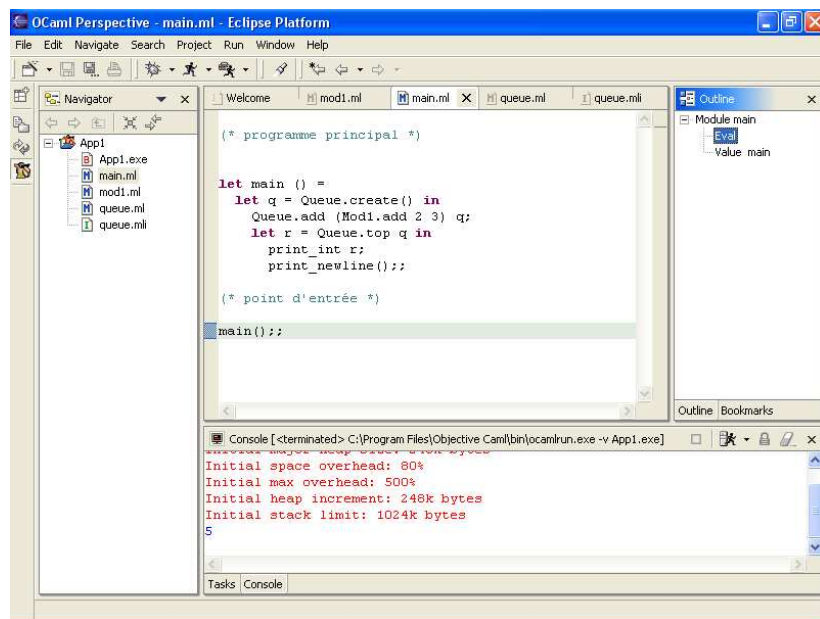 OCaml Perspective - main.ml - Eclipse Platform
File Edit Navigate Search Project Run Window Help
Navigator
App1
App1.exe
main.ml
mod1.ml
queue.ml
queue.mli
Welcome mod1.ml main.ml queue.ml queue.mli
(* programme principal *)
let main () =
let q = Queue.create() in
Queue.add (Mod1.add 2 3) q;
let r = Queue.top q in
print_int r;
print_newline();;
(* point d'entrée *)
main();;
Outline
Module main
Eval
Value main
Outline Bookmarks
Console [<terminated> C:\Program Files\Objective Caml\bin\ocamlrun.exe -v App1.exe]
Initial space overhead: 80%
Initial max overhead: 500%
Initial heap increment: 248k bytes
Initial stack limit: 1024k bytes
5
Tasks Console